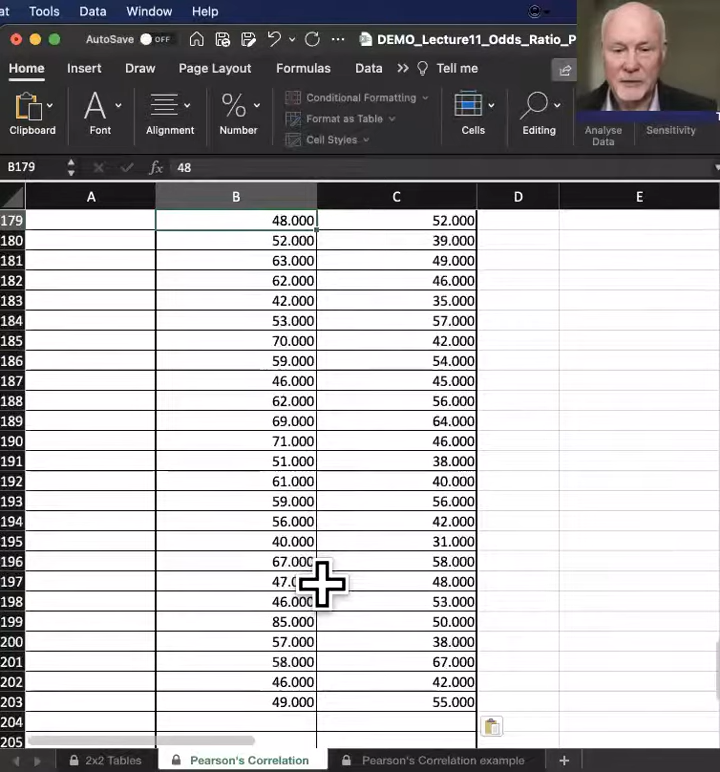 at Tools Data Window Help
AutoSave OFF ... DEMO_Lecture11_Odds_Ratio_P
Home Insert Draw Page Layout Formulas Data >> Tell me
Clipboard Font Alignment Number Conditional Formatting Format as Table Cell Styles Cells Editing Analyse Data Sensitivity
B179 fx 48
A B C D E
179 48.000 52.000
180 52.000 39.000
181 63.000 49.000
182 62.000 46.000
183 42.000 35.000
184 53.000 57.000
185 70.000 42.000
186 59.000 54.000
187 46.000 45.000
188 62.000 56.000
189 69.000 64.000
190 71.000 46.000
191 51.000 38.000
192 61.000 40.000
193 59.000 56.000
194 56.000 42.000
195 40.000 31.000
196 67.000 58.000
197 47.0 48.000
198 46.000 53.000
199 85.000 50.000
200 57.000 38.000
201 58.000 67.000
202 46.000 42.000
203 49.000 55.000
204
205
2x2 Tables Pearson's Correlation Pearson's Correlation example +